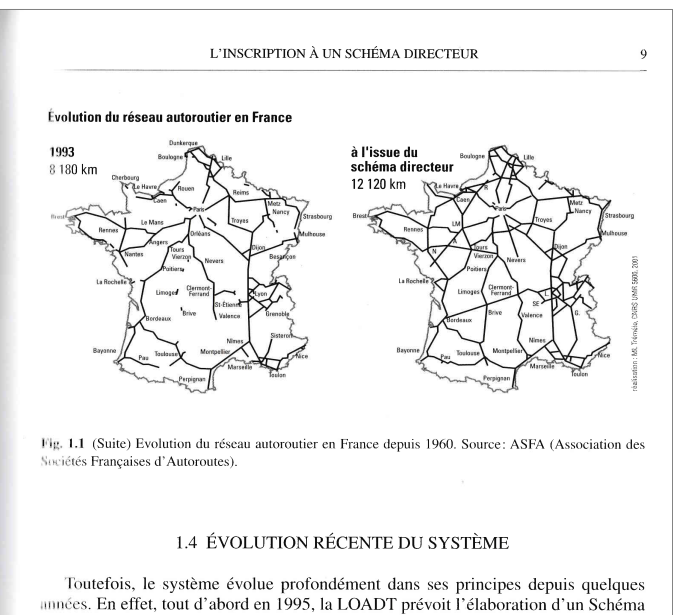 L'INSCRIPTION À UN SCHÉMA DIRECTEUR 9
Évolution du réseau autoroutier en France
1993
8 180 km
Dunkerque
Boulogne
Lille
Cherbourg
Le Havre
Rouen
Caen
Reims
Metz
Nancy
Strasbourg
Paris
Brest
Rennes
Le Mans
Troyes
Mulhouse
Angers
Orléans
Nantes
Tours
Vierzon
Dijon
Besançon
Nevers
Poitiers
La Rochelle
Limoges
Clermont-
Ferrand
Lyon
St-Étienne
Grenoble
Bordeaux
Brive
Valence
Sisteron
Nîmes
Bayonne
Pau
Toulouse
Montpellier
Nice
Marseille
Toulon
Perpignan
à l'issue du
schéma directeur
12 120 km
Boulogne
Lille
Le Havre
R
Caen
Metz
Nancy
Strasbourg
Paris
Brest
Rennes
LM
Troyes
Mulhouse
A
N
Tours
Vierzon
Dijon
Nevers
Poitiers
La Rochelle
Limoges
Clermont-
Ferrand
L
SE
G.
Bordeaux
Brive
Valence
Nîmes
Bayonne
Pau
Toulouse
Montpellier
Nice
Marseille
Toulon
Perpignan
réalisation : ML Trémélo, CNRS UMR 5600, 2001
Fig. 1.1 (Suite) Evolution du réseau autoroutier en France depuis 1960. Source: ASFA (Association des
Sociétés Françaises d'Autoroutes).
1.4 ÉVOLUTION RÉCENTE DU SYSTÈME
Toutefois, le système évolue profondément dans ses principes depuis quelques
années. En effet, tout d'abord en 1995, la LOADT prévoit l'élaboration d'un Schéma